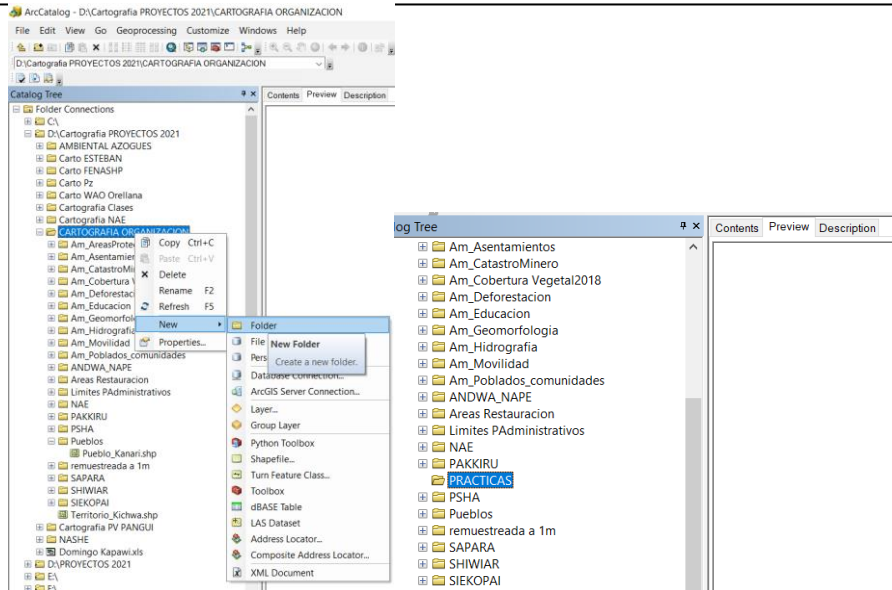 ArcCatalog - D:\Cartografia PROYECTOS 2021\CARTOGRAFIA ORGANIZACION
File Edit View Go Geoprocessing Customize Windows Help
D:\Cartografia PROYECTOS 2021\CARTOGRAFIA ORGANIZACION
Catalog Tree
Contents Preview Description
Folder Connections
C:\
D:\Cartografia PROYECTOS 2021
AMBIENTAL AZOGUES
Carto ESTEBAN
Carto FENASHP
Carto Pz
Carto WAO Orellana
Cartografia Clases
Cartografia NAE
CARTOGRAFIA ORGANIZACION
Am_AreasProte
Am_Asentamier
Am_CatastroMi
Am_Cobertura
Am_Deforestaci
Am_Educacion
Am_Geomorfol
Am_Hidrografia
Am_Movilidad
Am_Poblados_comunidades
ANDWA_NAPE
Areas Restauracion
Limites PAdministrativos
NAE
PAKKIRU
PSHA
Pueblos
Pueblo_Kanari.shp
remuestreada a 1m
SAPARA
SHIWIAR
SIEKOPAI
Territorio_Kichwa.shp
Cartografia PV PANGUI
NASHE
Domingo Kapawi.xls
D:\PROYECTOS 2021
E:\
Copy Ctrl+C
Paste Ctrl+V
Delete
Rename F2
Refresh F5
New
Properties...
Folder
File
Pers
Database Connection...
ArcGIS Server Connection...
Layer...
Group Layer
Python Toolbox
Shapefile...
Turn Feature Class...
Toolbox
dBASE Table
LAS Dataset
Address Locator...
Composite Address Locator...
XML Document
New Folder
Create a new folder.
og Tree
Contents Preview Description
Am_Asentamientos
Am_CatastroMinero
Am_Cobertura Vegetal2018
Am_Deforestacion
Am_Educacion
Am_Geomorfologia
Am_Hidrografia
Am_Movilidad
Am_Poblados_comunidades
ANDWA_NAPE
Areas Restauracion
Limites PAdministrativos
NAE
PAKKIRU
PRACTICAS
PSHA
Pueblos
remuestreada a 1m
SAPARA
SHIWIAR
SIEKOPAI